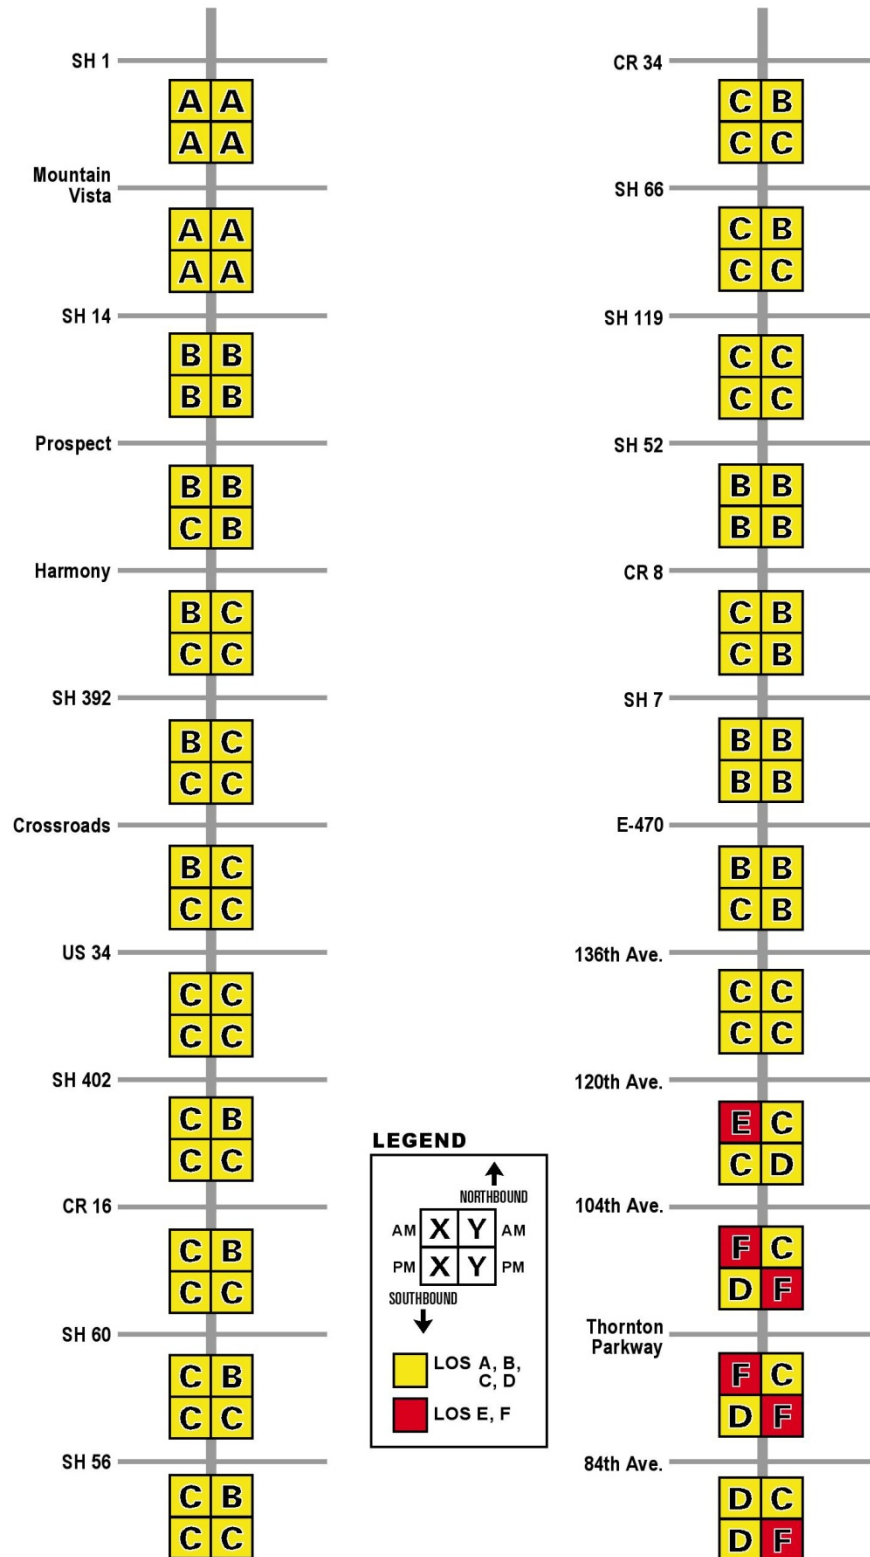 SH 1
A A
A A
Mountain
Vista
A A
A A
SH 14
B B
B B
Prospect
B B
C B
Harmony
B C
C C
SH 392
B C
C C
Crossroads
B C
C C
US 34
C C
C C
SH 402
C B
C C
CR 16
C B
C C
SH 60
C B
C C
SH 56
C B
C C
LEGEND
NORTHBOUND
AM X Y AM
PM X Y PM
SOUTHBOUND
LOS A, B,
C, D
LOS E, F
CR 34
C B
C C
SH 66
C B
C C
SH 119
C C
C C
SH 52
B B
B B
CR 8
C B
C B
SH 7
B B
B B
E-470
B B
C B
136th Ave.
C C
C C
120th Ave.
E C
C D
104th Ave.
F C
D F
Thornton
Parkway
F C
D F
84th Ave.
D C
D F